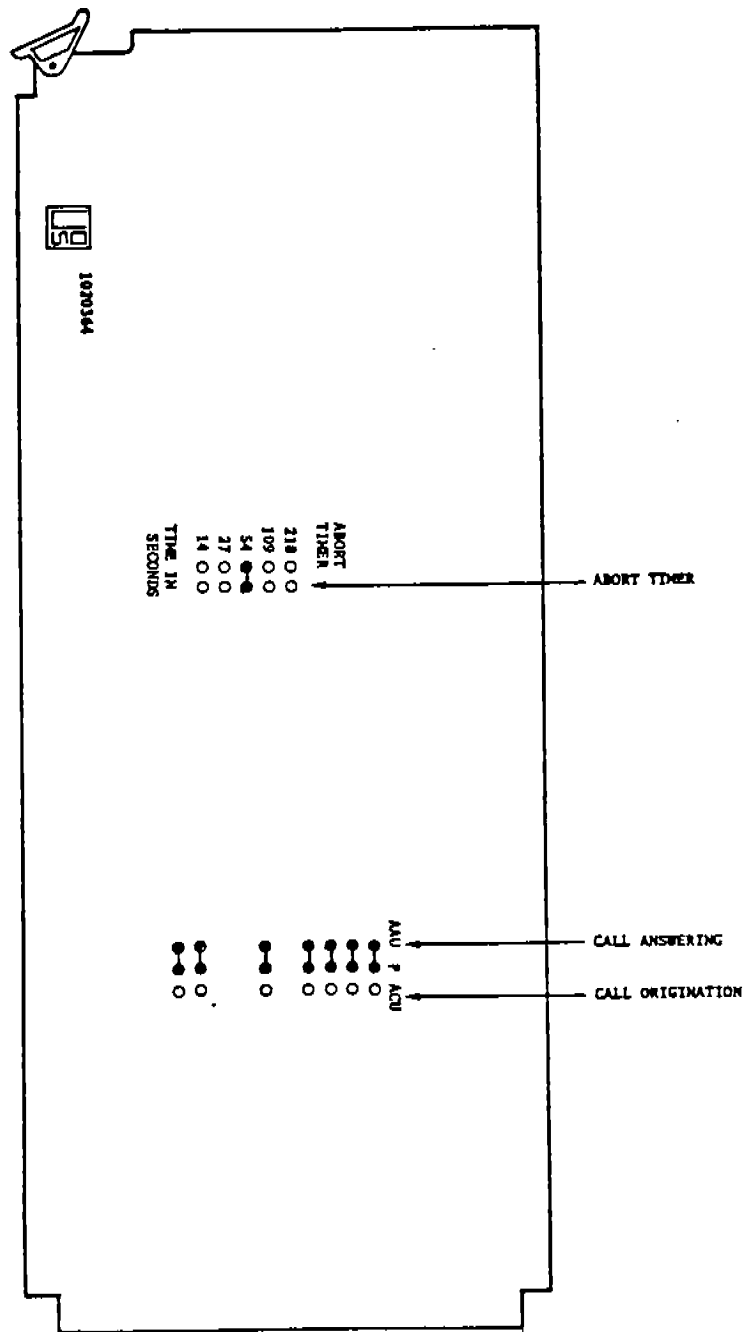 1020364
ABORT
TIMER
218
109
54
27
14
TIME IN
SECONDS
ABORT TIMER
AAU P ACU
CALL ANSWERING
CALL ORIGINATION